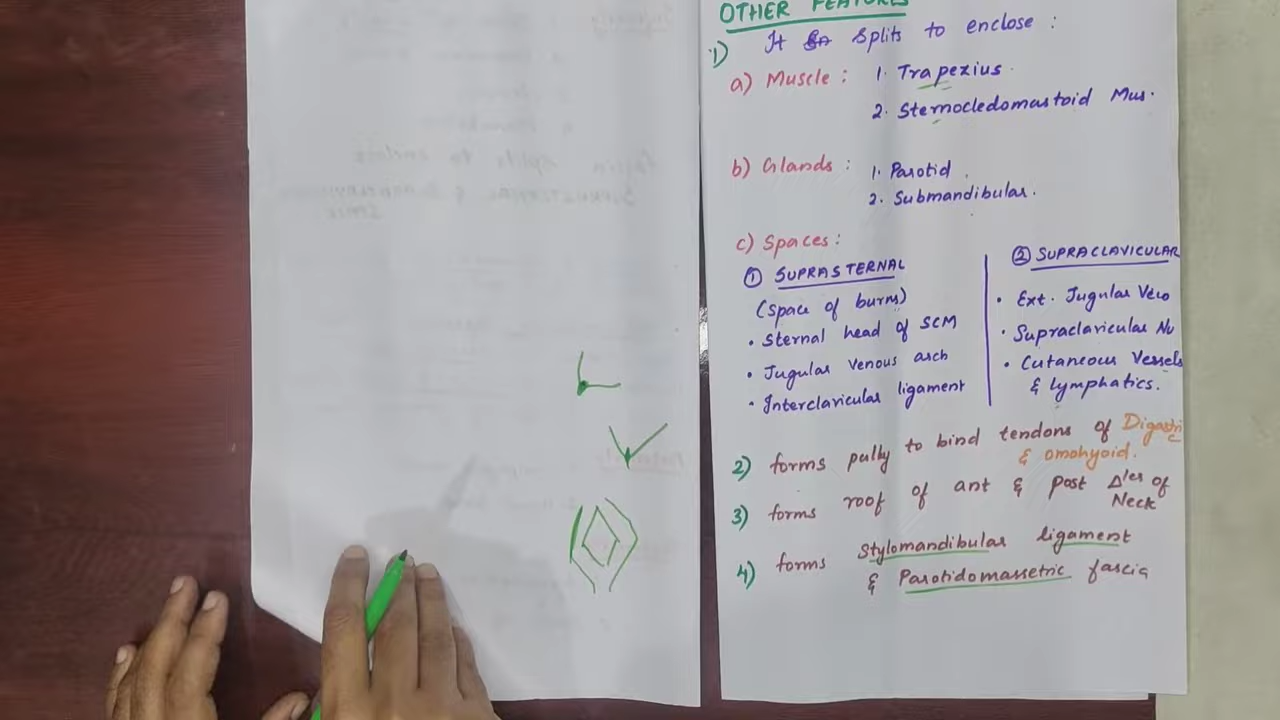 OTHER FEATURES
1) It Splits to enclose :
a) Muscle : 1. Trapezius
2. Sternocledomastoid Mus.
b) Glands : 1. Parotid
2. Submandibular.
c) Spaces :
① SUPRASTERNAL
(Space of burns)
• Sternal head of SCM
• Jugular venous arch
• Interclavicular ligament
② SUPRACLAVICULAR
• Ext. Jugular
• Supraclavicular
• Cutaneous Vessels
& lymphatics.
2) forms pully to bind tendons of Digastric
& omohyoid.
3) forms roof of ant & post Δles of
Neck
4) forms Stylomandibular ligament
& Parotidomassetric fascia